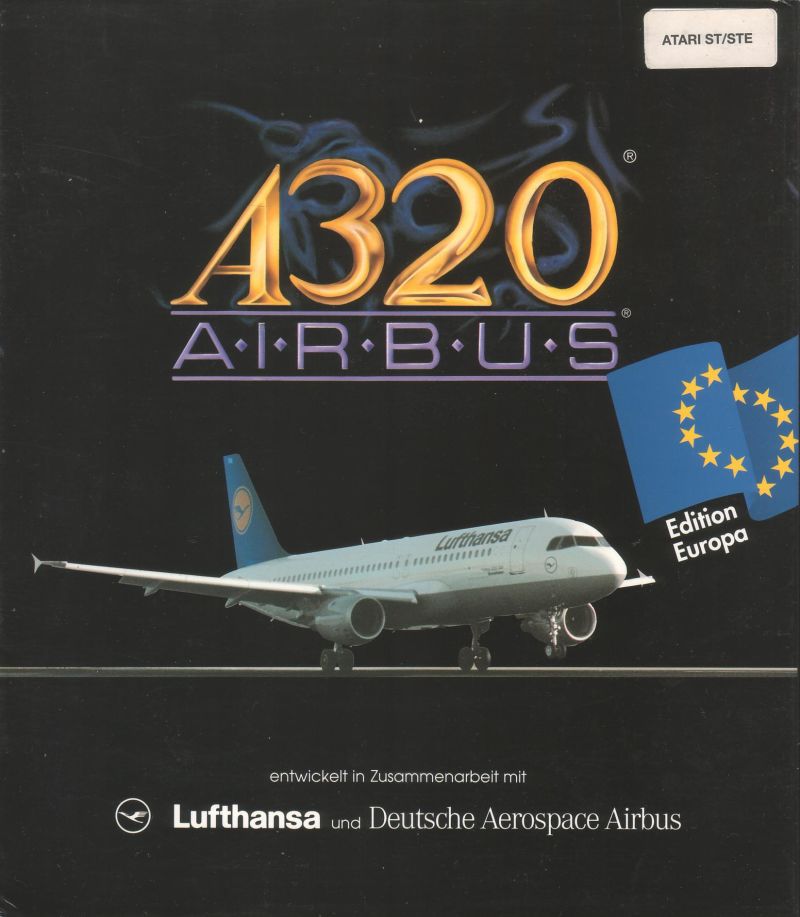 ATARI ST/STE
A320®
A·I·R·B·U·S®
Edition
Europa
Lufthansa
entwickelt in Zusammenarbeit mit
Lufthansa und Deutsche Aerospace Airbus